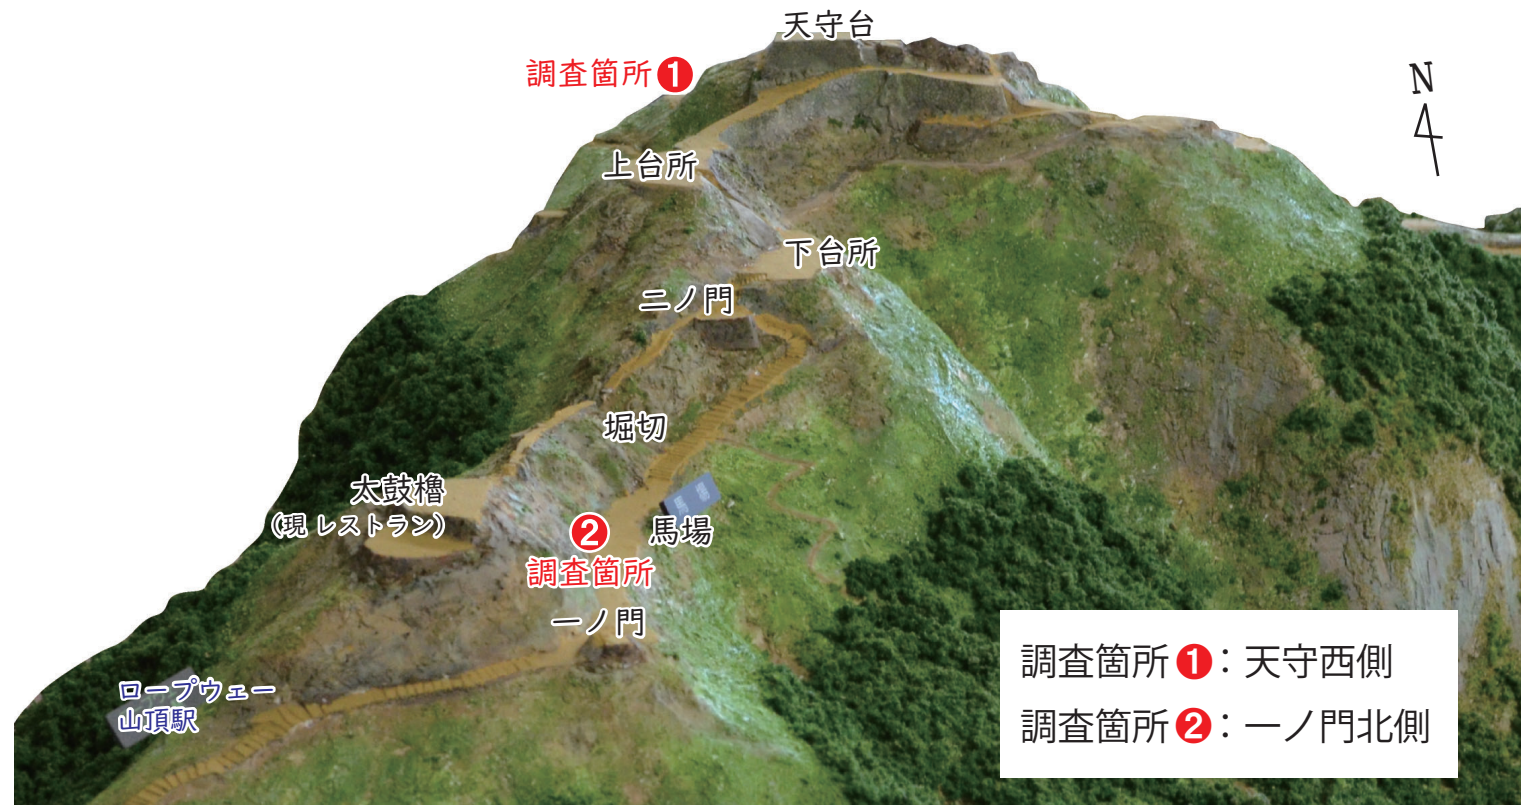 天守台
調査箇所❶
N
上台所
下台所
二ノ門
堀切
太鼓櫓
（現 レストラン）
❷
馬場
調査箇所
一ノ門
ロープウェー
山頂駅
調査箇所❶：天守西側
調査箇所❷：一ノ門北側